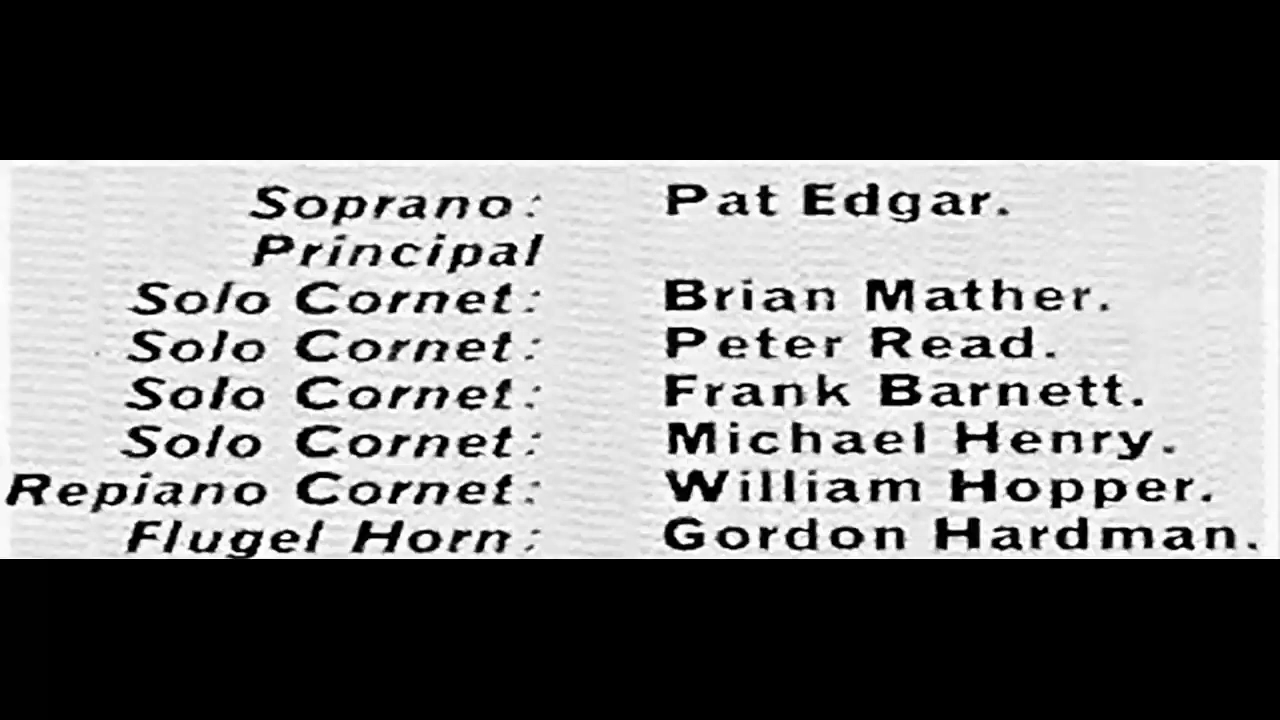 Soprano: Pat Edgar.
Principal
Solo Cornet: Brian Mather.
Solo Cornet: Peter Read.
Solo Cornet: Frank Barnett.
Solo Cornet: Michael Henry.
Repiano Cornet: William Hopper.
Flugel Horn: Gordon Hardman.